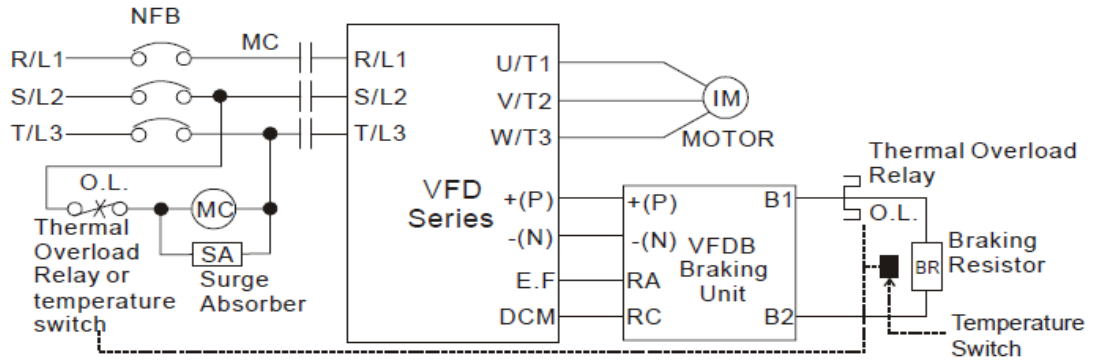 NFB
MC
R/L1
S/L2
T/L3
R/L1
S/L2
T/L3
VFD
Series
U/T1
V/T2
W/T3
IM
MOTOR
+(P)
-(N)
E.F
DCM
+(P)
-(N)
RA
RC
VFDB
Braking
Unit
B1
B2
Thermal Overload
Relay
O.L.
BR
Braking
Resistor
Temperature
Switch
O.L.
MC
SA
Surge
Absorber
Thermal
Overload
Relay or
temperature
switch